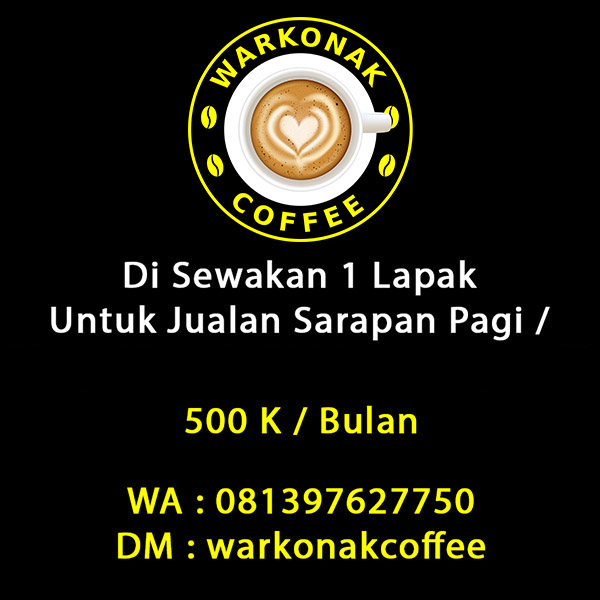 WARKONAK
COFFEE
Di Sewakan 1 Lapak
Untuk Jualan Sarapan Pagi /
500 K / Bulan
WA : 081397627750
DM : warkonakcoffee